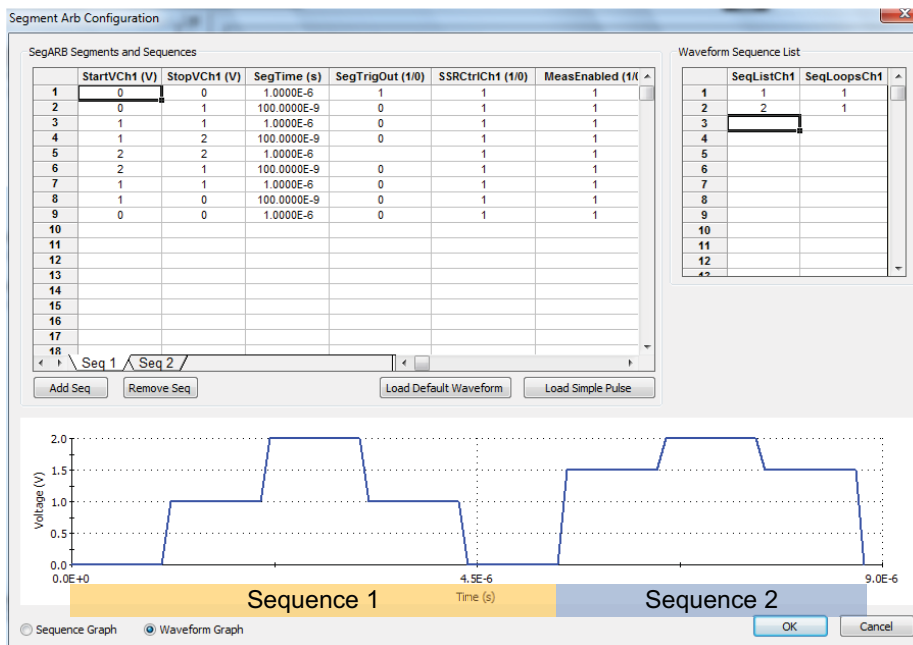 Segment Arb Configuration
SegARB Segments and Sequences
StartVCh1 (V) StopVCh1 (V) SegTime (s) SegTrigOut (1/0) SSRCtrlCh1 (1/0) MeasEnabled (1/(
1 0 0 1.0000E-6 1 1 1
2 0 1 100.0000E-9 0 1 1
3 1 1 1.0000E-6 0 1 1
4 1 2 100.0000E-9 0 1 1
5 2 2 1.0000E-6 1 1
6 2 1 100.0000E-9 0 1 1
7 1 1 1.0000E-6 0 1 1
8 1 0 100.0000E-9 0 1 1
9 0 0 1.0000E-6 0 1 1
10
11
12
13
14
15
16
17
18
Seq 1 Seq 2
Add Seq Remove Seq Load Default Waveform Load Simple Pulse
Waveform Sequence List
SeqListCh1 SeqLoopsCh1
1 1 1
2 2 1
3
4
5
6
7
8
9
10
11
12
13
2.0
1.5
1.0
0.5
0.0
Voltage (V)
0.0E+0 4.5E-6 9.0E-6
Sequence 1 Sequence 2
Time (s)
Sequence Graph Waveform Graph OK Cancel